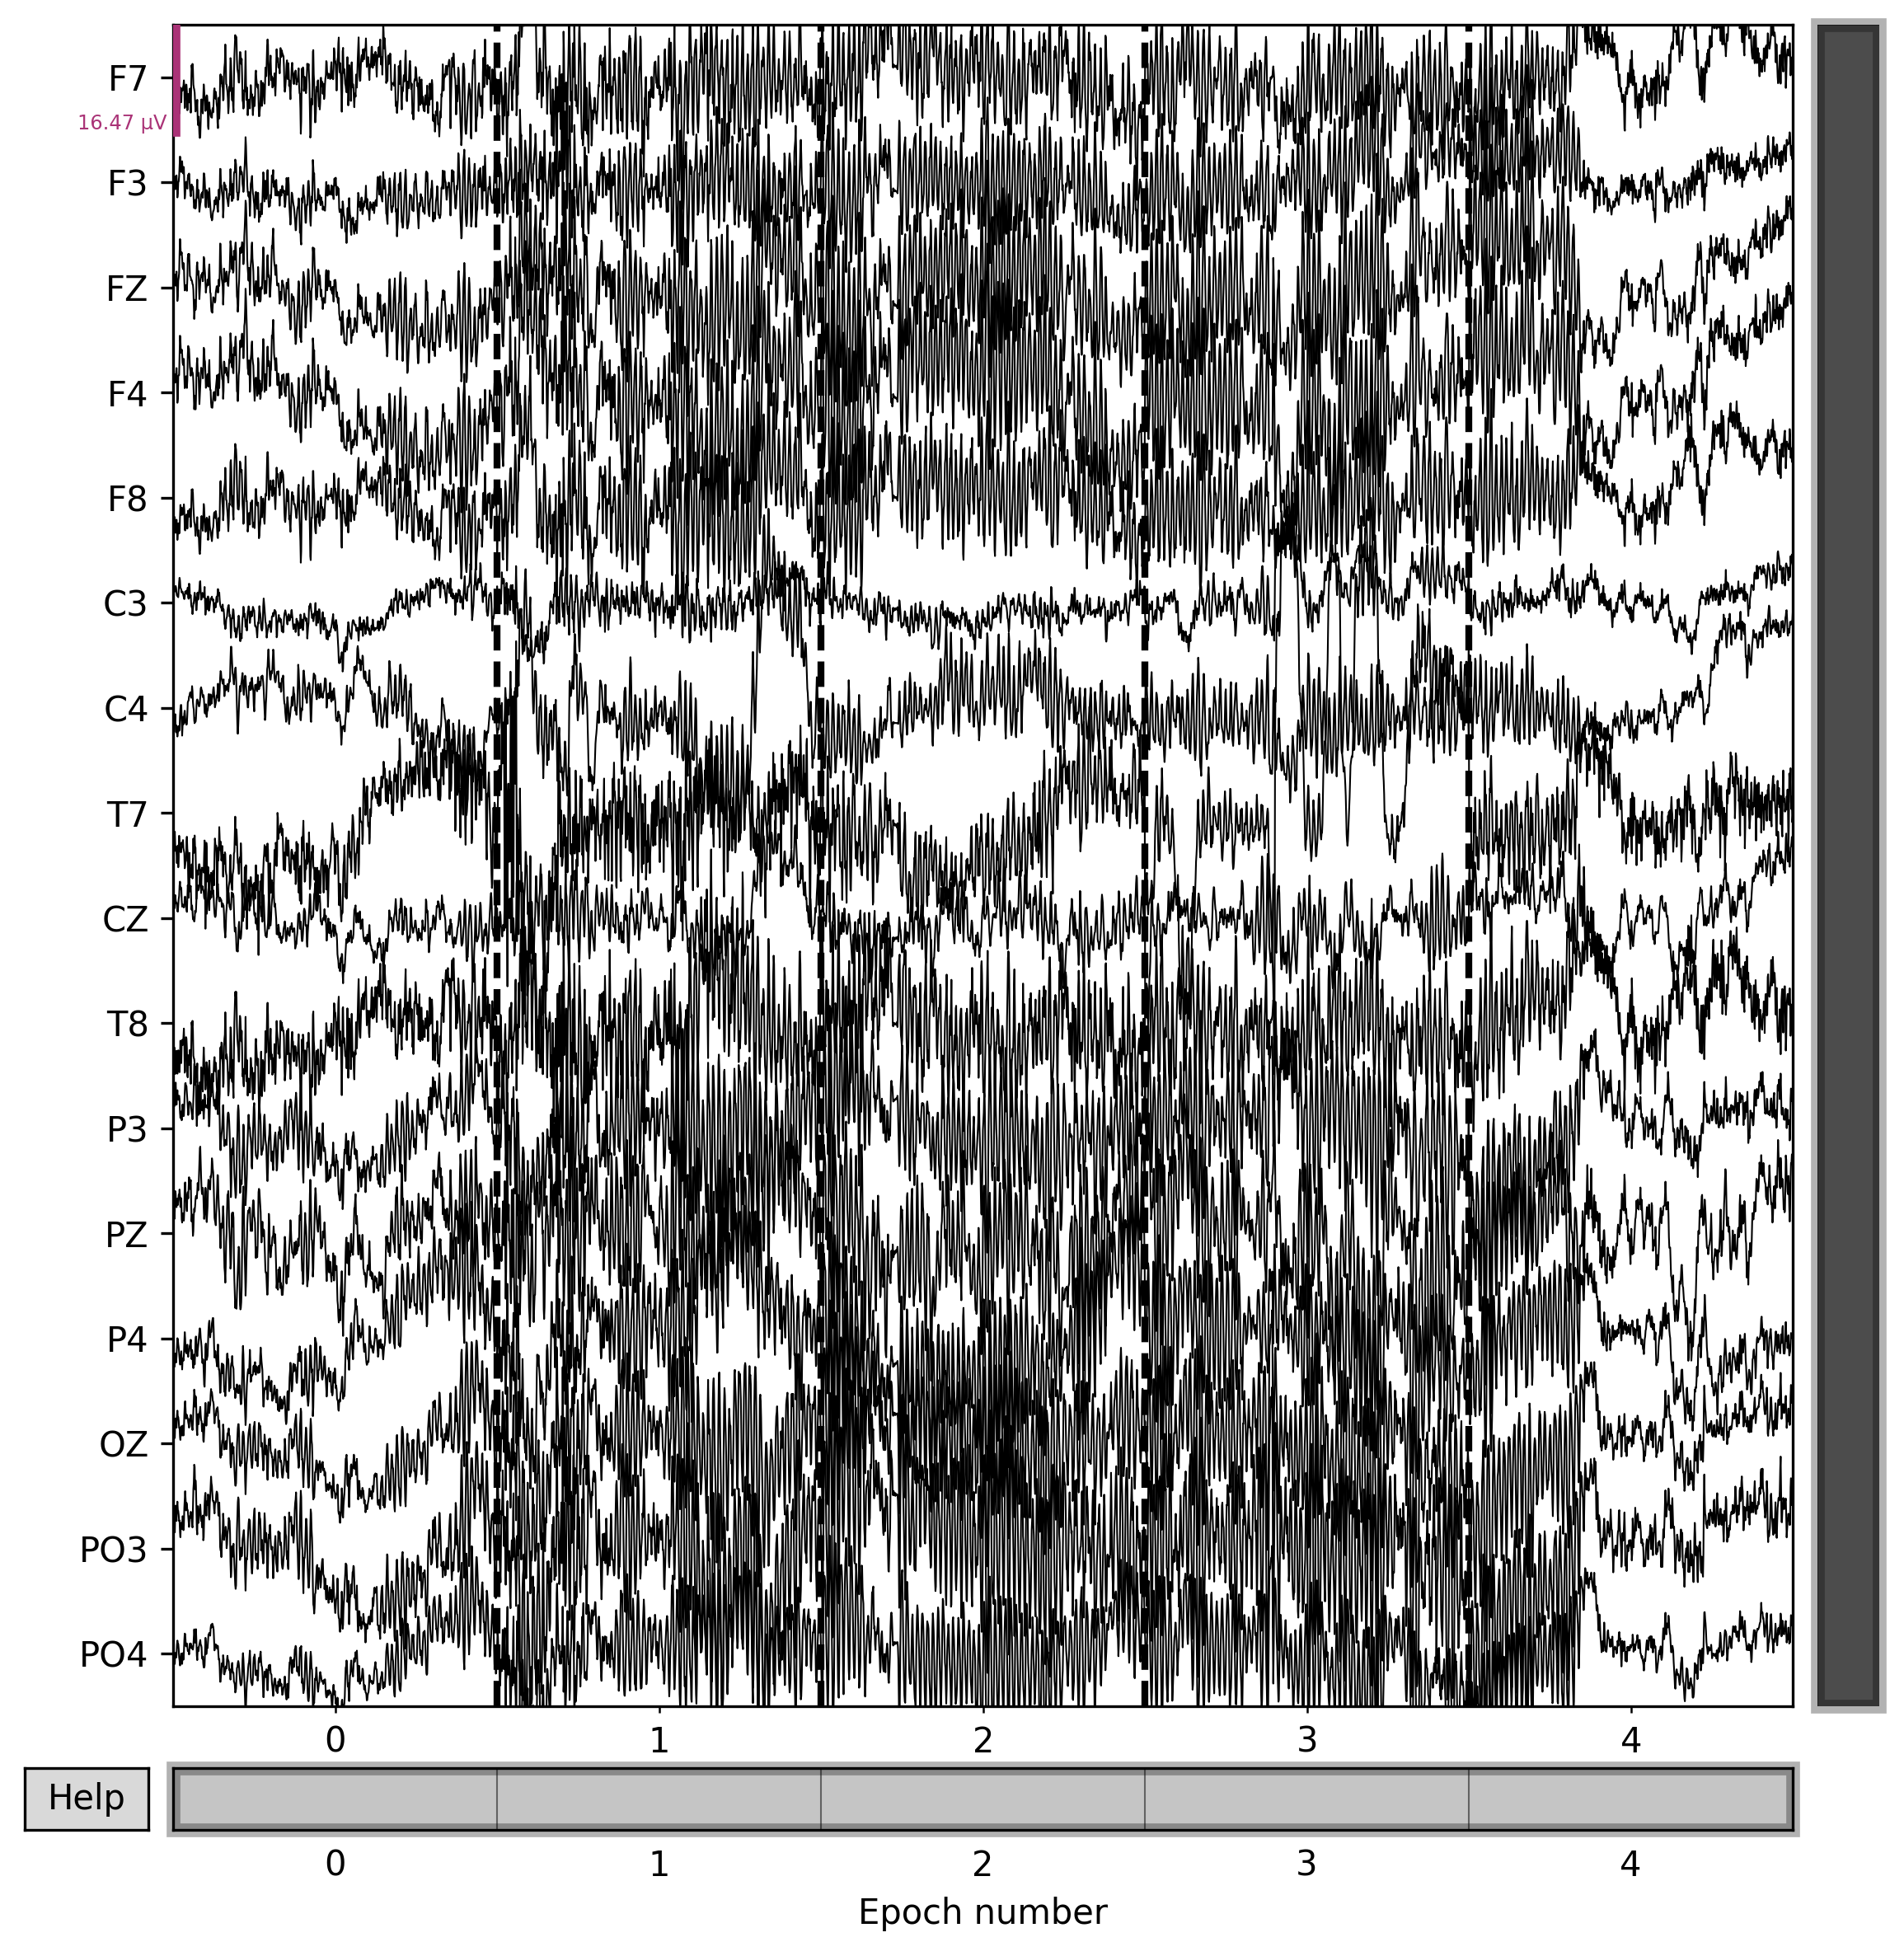 F7
16.47 µV
F3
FZ
F4
F8
C3
C4
T7
CZ
T8
P3
PZ
P4
OZ
PO3
PO4
0 1 2 3 4
Help
0 1 2 3 4
Epoch number